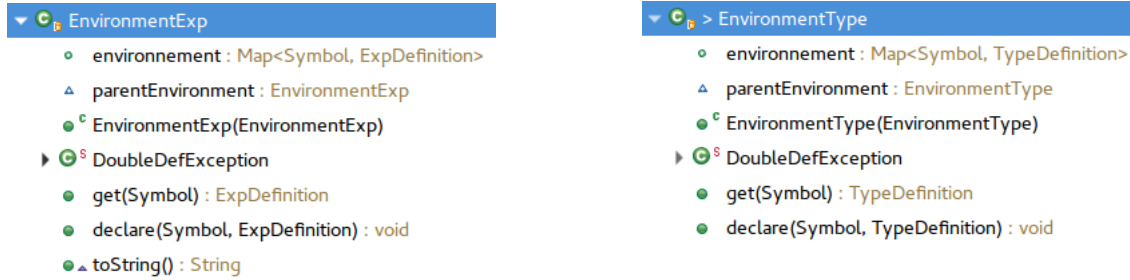 EnvironmentExp
environnement : Map<Symbol, ExpDefinition>
parentEnvironment : EnvironmentExp
EnvironmentExp(EnvironmentExp)
DoubleDefException
get(Symbol) : ExpDefinition
declare(Symbol, ExpDefinition) : void
toString() : String
> EnvironmentType
environnement : Map<Symbol, TypeDefinition>
parentEnvironment : EnvironmentType
EnvironmentType(EnvironmentType)
DoubleDefException
get(Symbol) : TypeDefinition
declare(Symbol, TypeDefinition) : void